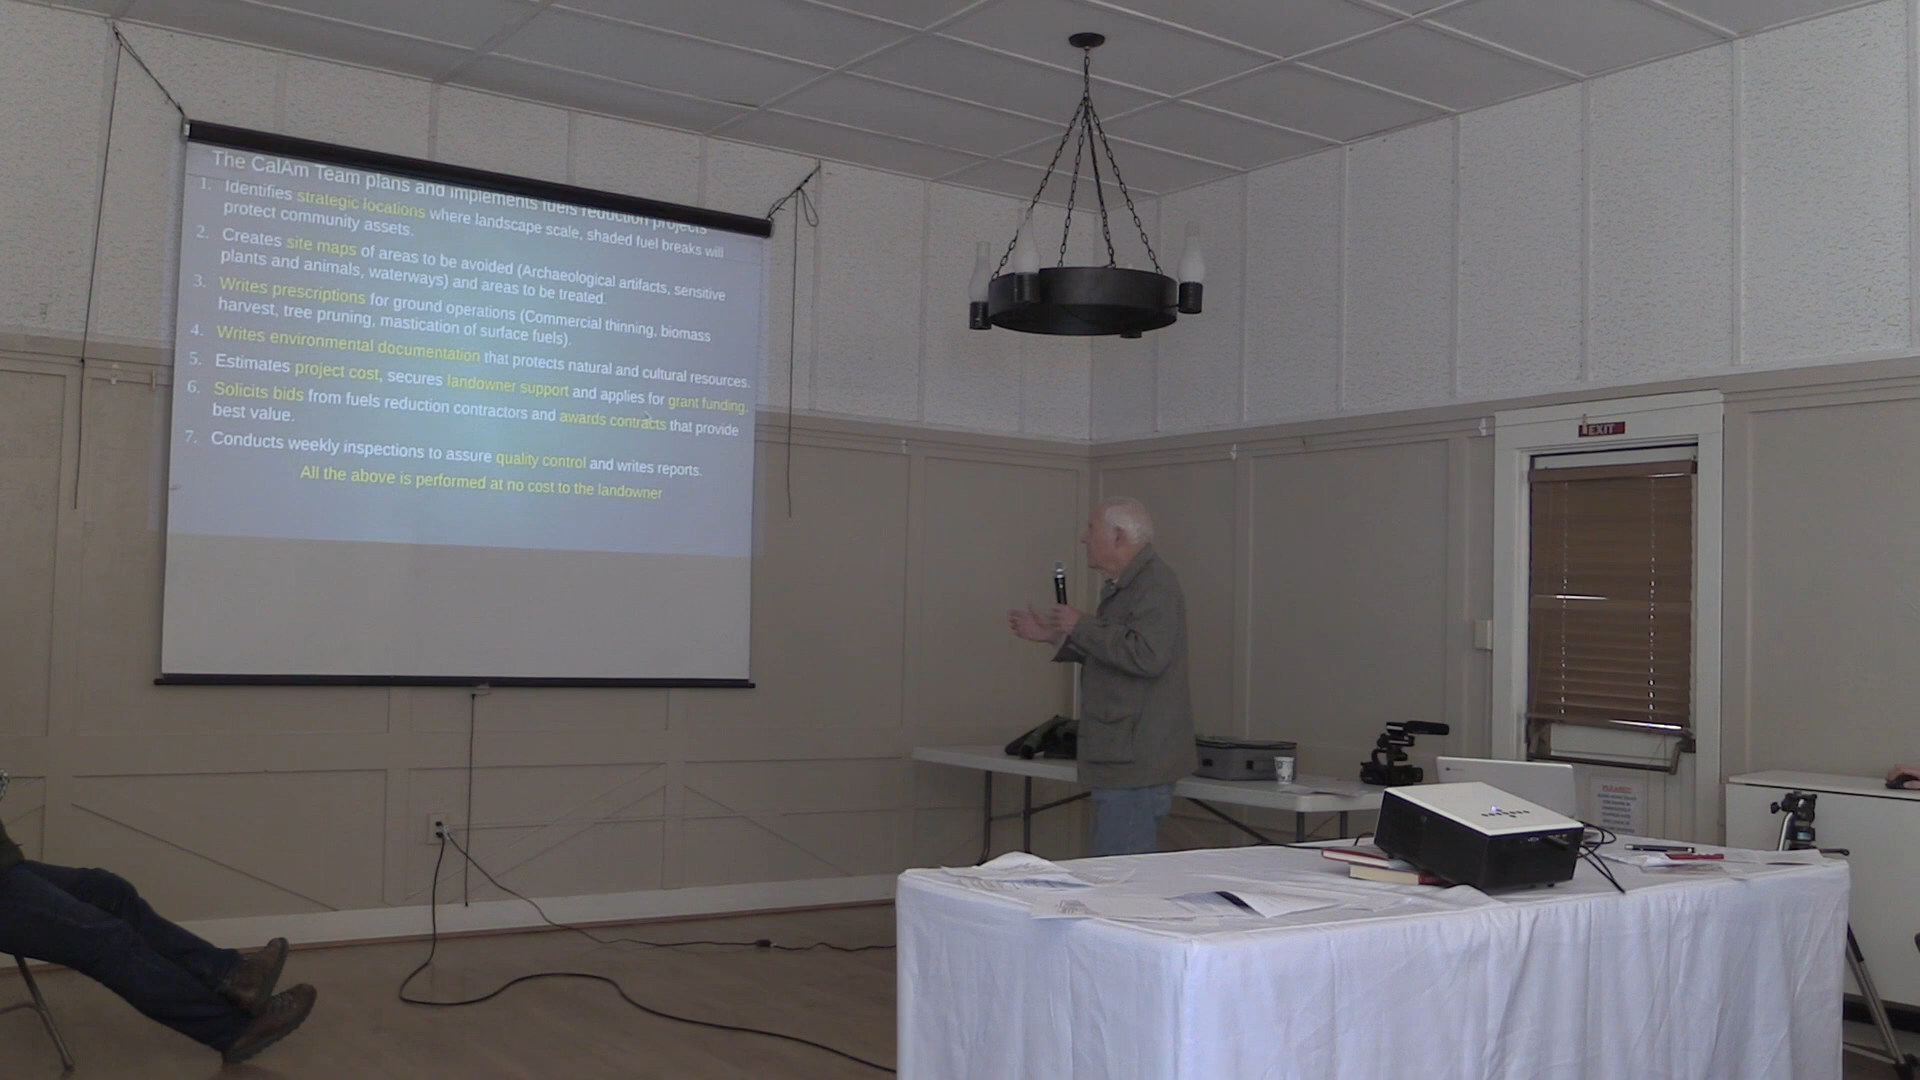 The CalAm Team plans and implements fuels reduction projects
1. Identifies strategic locations where landscape scale, shaded fuel breaks will
protect community assets.
2. Creates site maps of areas to be avoided (Archaeological artifacts, sensitive
plants and animals, waterways) and areas to be treated.
3. Writes prescriptions for ground operations (Commercial thinning, biomass
harvest, tree pruning, mastication of surface fuels).
4. Writes environmental documentation that protects natural and cultural resources.
5. Estimates project cost, secures landowner support and applies for grant funding.
6. Solicits bids from fuels reduction contractors and awards contracts that provide
best value.
7. Conducts weekly inspections to assure quality control and writes reports.
All the above is performed at no cost to the landowner
EXIT